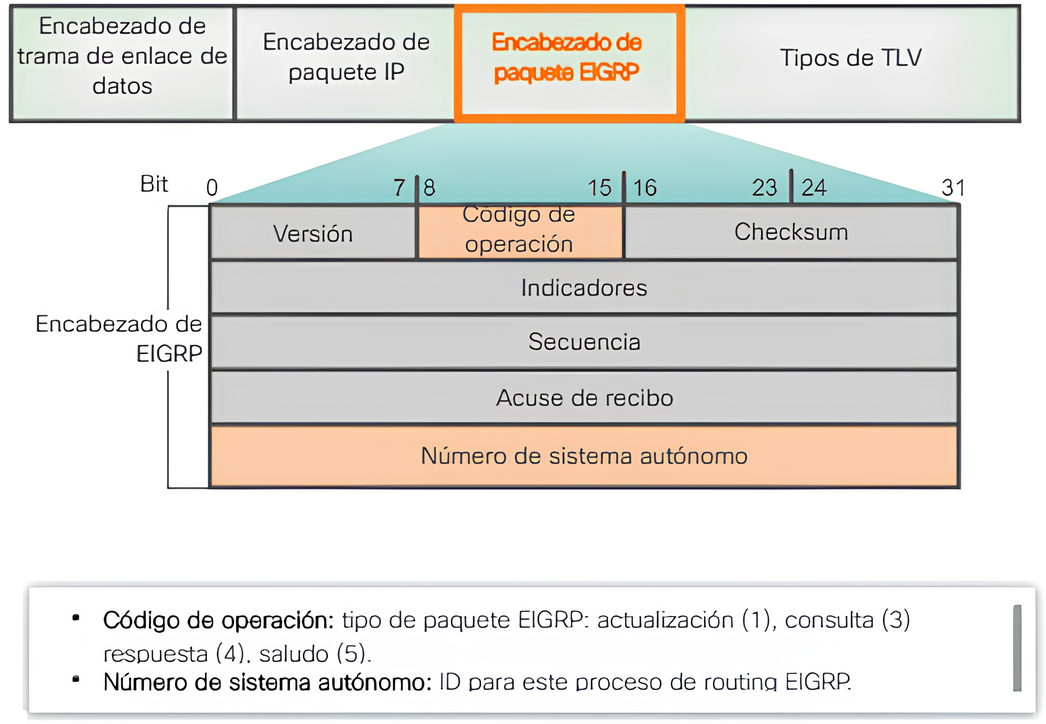 Encabezado de
trama de enlace de
datos
Encabezado de
paquete IP
Encabezado de
paquete EIGRP
Tipos de TLV
Bit 0 7 8 15 16 23 24 31
Versión
Código de
operación
Checksum
Indicadores
Encabezado de
EIGRP
Secuencia
Acuse de recibo
Número de sistema autónomo
• Código de operación: tipo de paquete EIGRP: actualización (1), consulta (3)
respuesta (4), saludo (5).
• Número de sistema autónomo: ID para este proceso de routing EIGRP.